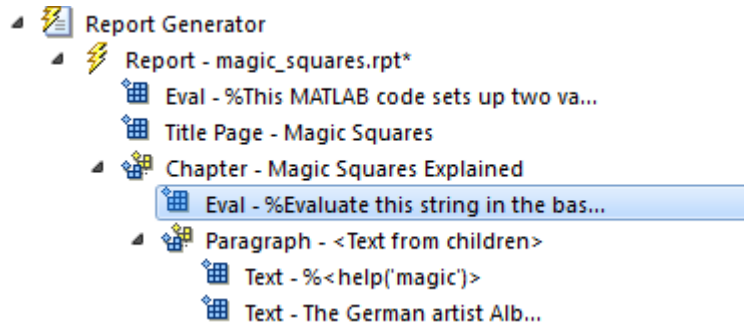 Report Generator
Report - magic_squares.rpt*
Eval - %This MATLAB code sets up two va...
Title Page - Magic Squares
Chapter - Magic Squares Explained
Eval - %Evaluate this string in the bas...
Paragraph - <Text from children>
Text - %<help('magic')>
Text - The German artist Alb...